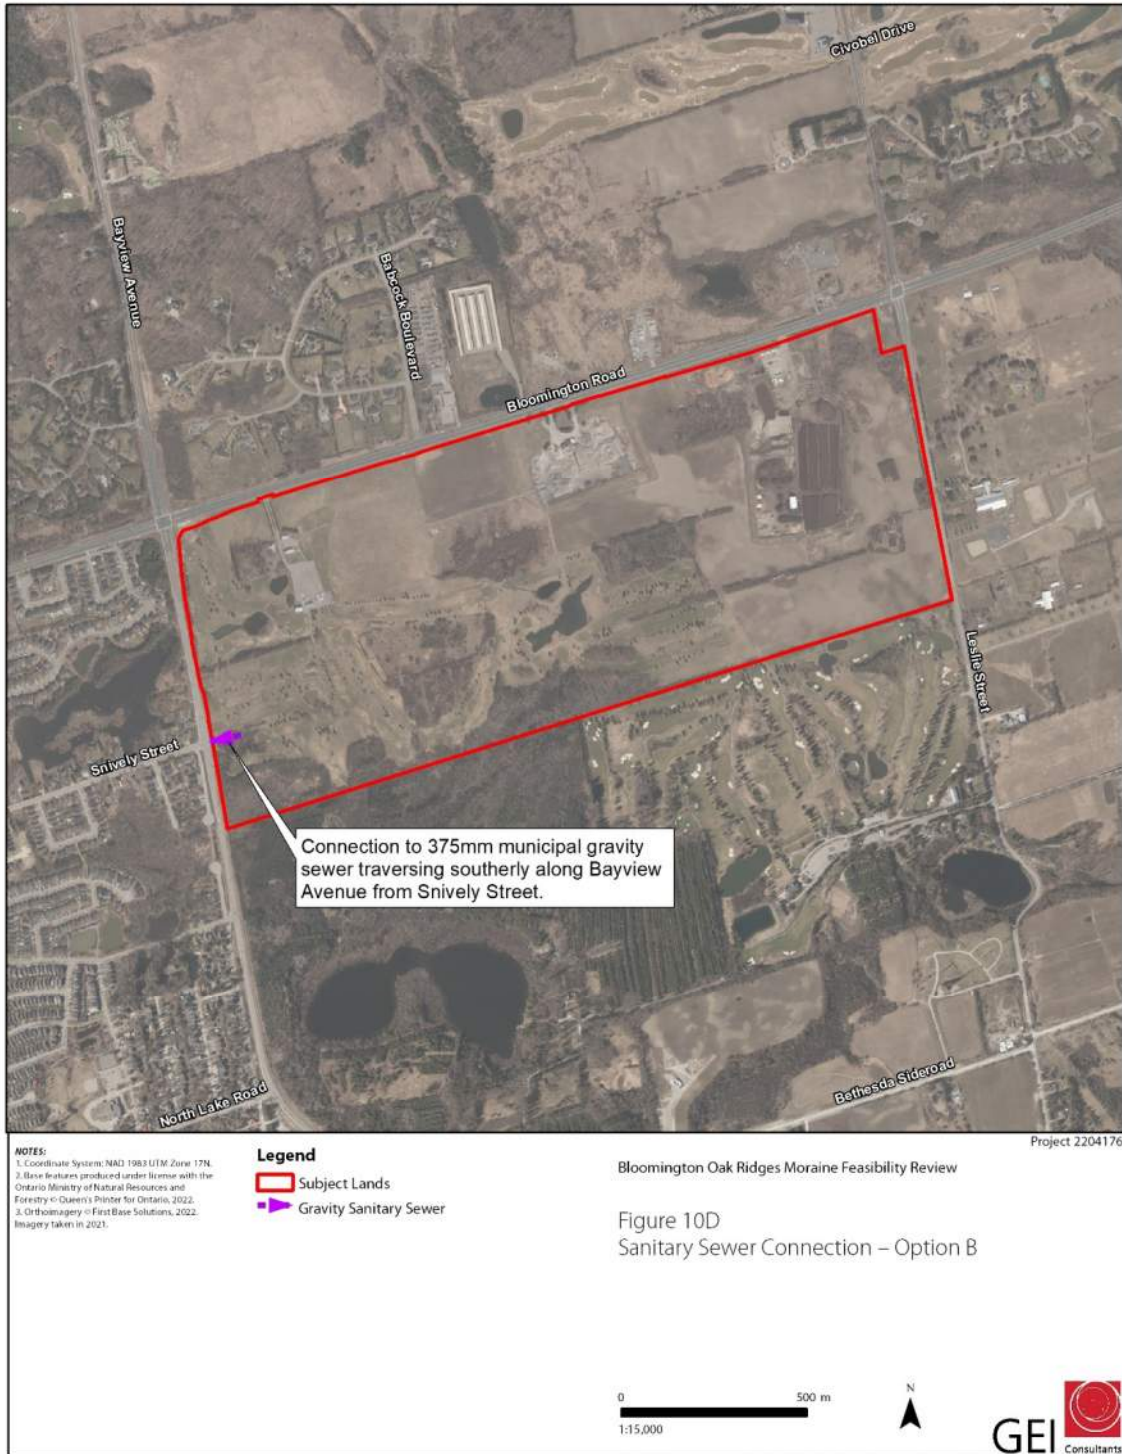 Civobel Drive
Bayview Avenue
Babcock Boulevard
Bloomington Road
Leslie Street
Snively Street
Connection to 375mm municipal gravity
sewer traversing southerly along Bayview
Avenue from Snively Street.
North Lake Road
Bethesda Sideroad
Project 2204176
NOTES:
1. Coordinate System: NAD 1983 UTM Zone 17N.
2. Base features produced under license with the
Ontario Ministry of Natural Resources and
Forestry © Queen's Printer for Ontario, 2022.
3. Orthoimagery © First Base Solutions, 2022.
Imagery taken in 2021.
Legend
Subject Lands
Gravity Sanitary Sewer
Bloomington Oak Ridges Moraine Feasibility Review
Figure 10D
Sanitary Sewer Connection – Option B
0 500 m
1:15,000
N
GEI Consultants